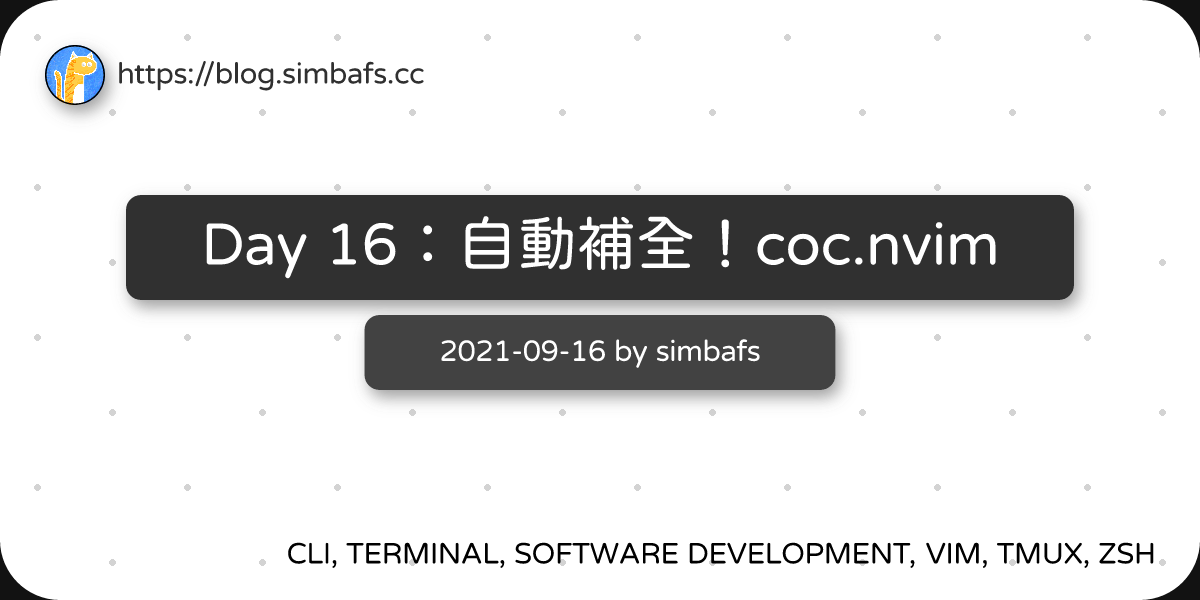 https://blog.simbafs.cc
Day 16：自動補全！coc.nvim
2021-09-16 by simbafs
CLI, TERMINAL, SOFTWARE DEVELOPMENT, VIM, TMUX, ZSH